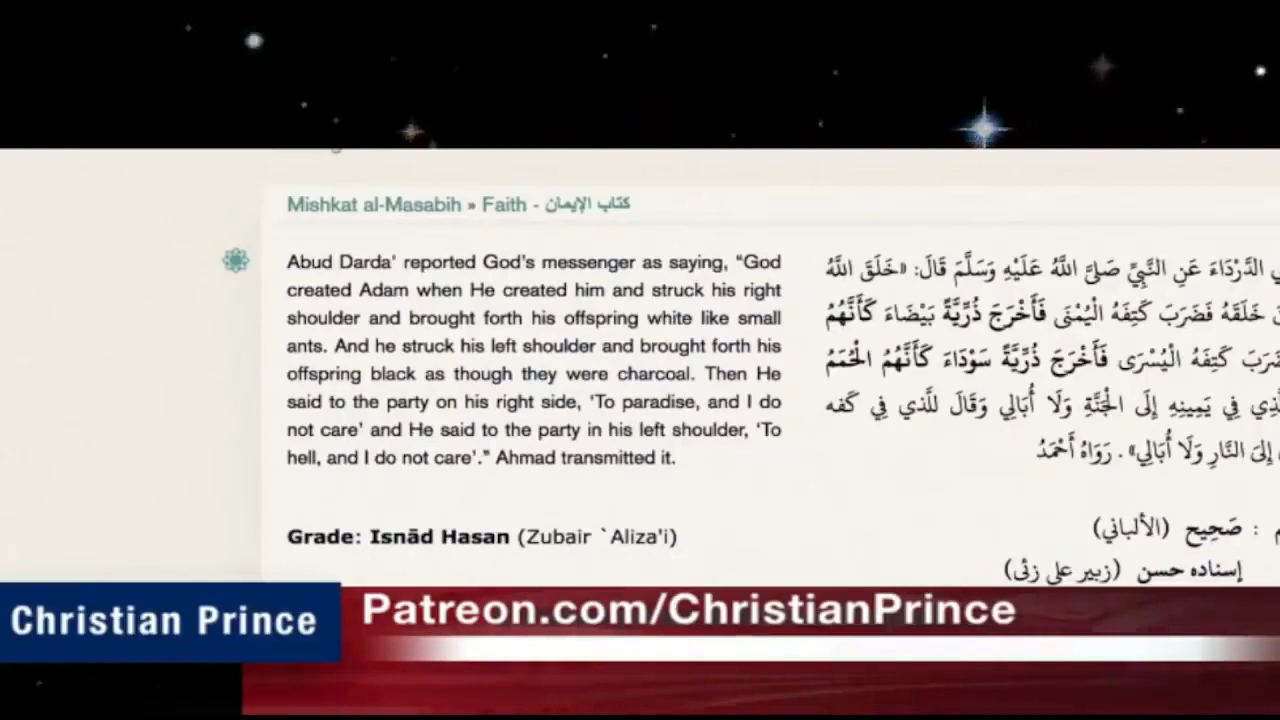 Mishkat al-Masabih » Faith - كتاب الإيمان
Abud Darda' reported God's messenger as saying, “God
created Adam when He created him and struck his right
shoulder and brought forth his offspring white like small
ants. And he struck his left shoulder and brought forth his
offspring black as though they were charcoal. Then He
said to the party on his right side, ‘To paradise, and I do
not care’ and He said to the party in his left shoulder, ‘To
hell, and I do not care’.” Ahmad transmitted it.
الدَّرْدَاءَ عَنِ النَّبِيِّ صَلَّى اللَّهُ عَلَيْهِ وَسَلَّمَ قَالَ: «خَلَقَ اللَّهُ
خَلَقَهُ فَضَرَبَ كَتِفَهُ الْيُمْنَى فَأَخْرَجَ ذُرِّيَّةً بَيْضَاءَ كَأَنَّهُمُ
كَتِفَهُ الْيُسْرَى فَأَخْرَجَ ذُرِّيَّةً سَوْدَاءَ كَأَنَّهُمُ الْحُمَمُ
فِي يَمِينِهِ إِلَى الْجَنَّةِ وَلَا أُبَالِي وَقَالَ للَّذي فِي كَفه
إِلَى النَّارِ وَلَا أُبَالِي» . رَوَاهُ أَحْمَدُ
Grade: Isnād Hasan (Zubair `Aliza'i)
: صَحِيح (الألباني)
إسناده حسن (زبير على زئى)
Christian Prince
Patreon.com/ChristianPrince